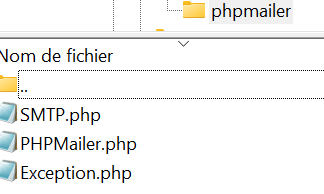 phpmailer
Nom de fichier
..
SMTP.php
PHPMailer.php
Exception.php